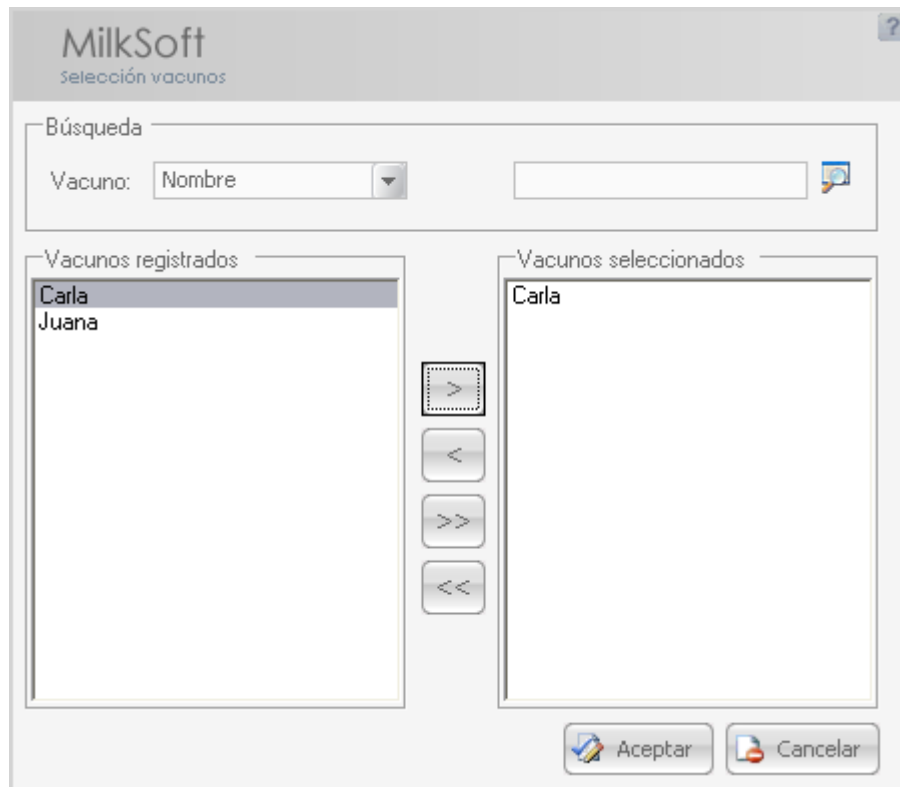 MilkSoft
Selección vacunos
?
Búsqueda
Vacuno: Nombre
Vacunos registrados
Carla
Juana
>
<
>>
<<
Vacunos seleccionados
Carla
Aceptar
Cancelar